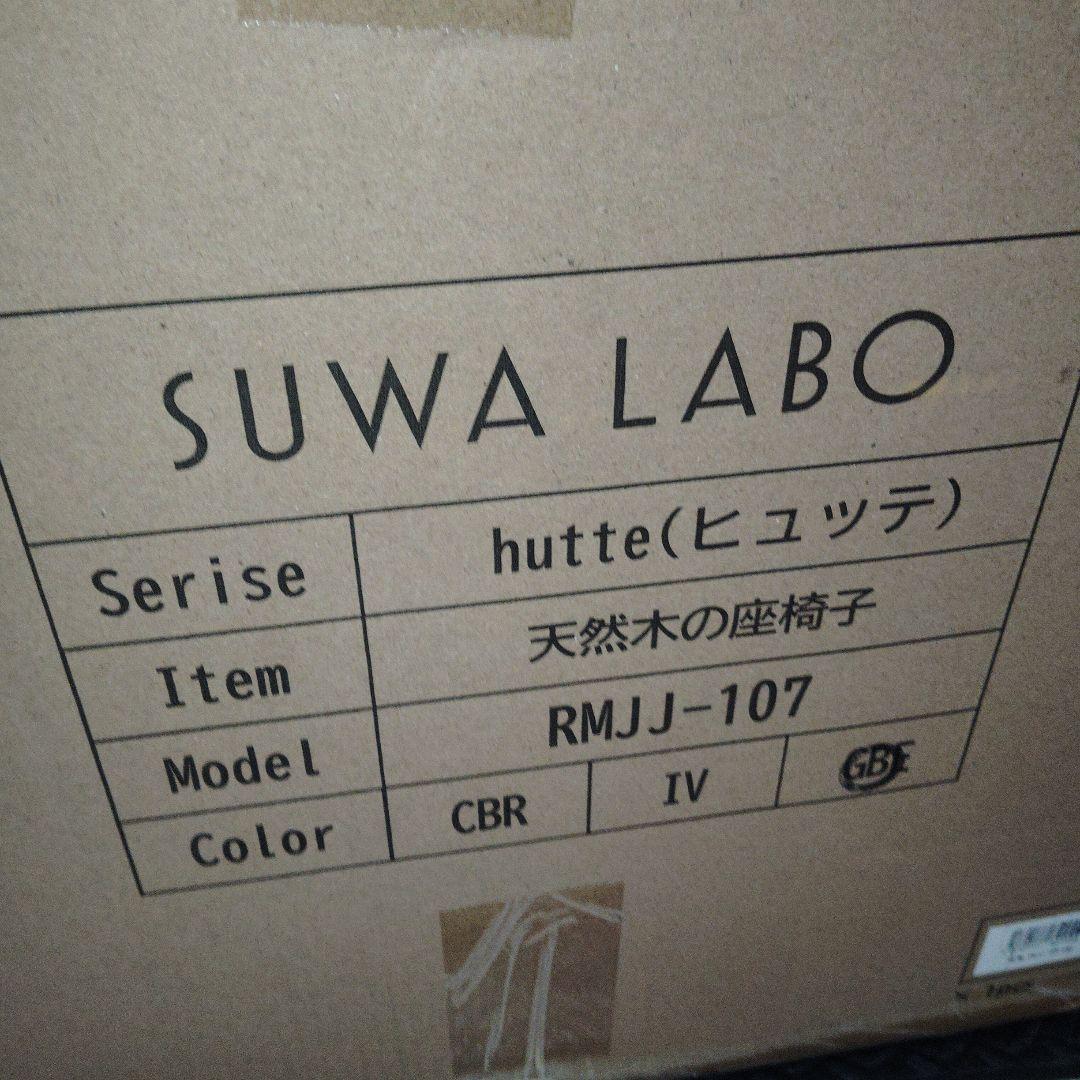 SUWA LABO
Serise hutte(ヒュッテ)
Item 天然木の座椅子
Model RMJJ-107
Color CBR IV GBE